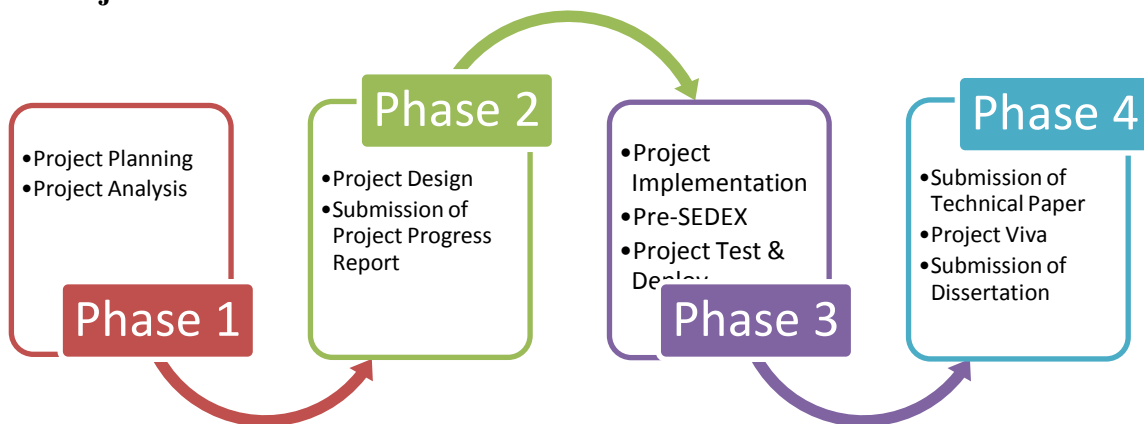 •Project Planning
•Project Analysis
Phase 1
Phase 2
•Project Design
•Submission of
Project Progress
Report
•Project
Implementation
•Pre-SEDEX
•Project Test &
Deploy
Phase 3
Phase 4
•Submission of
Technical Paper
•Project Viva
•Submission of
Dissertation